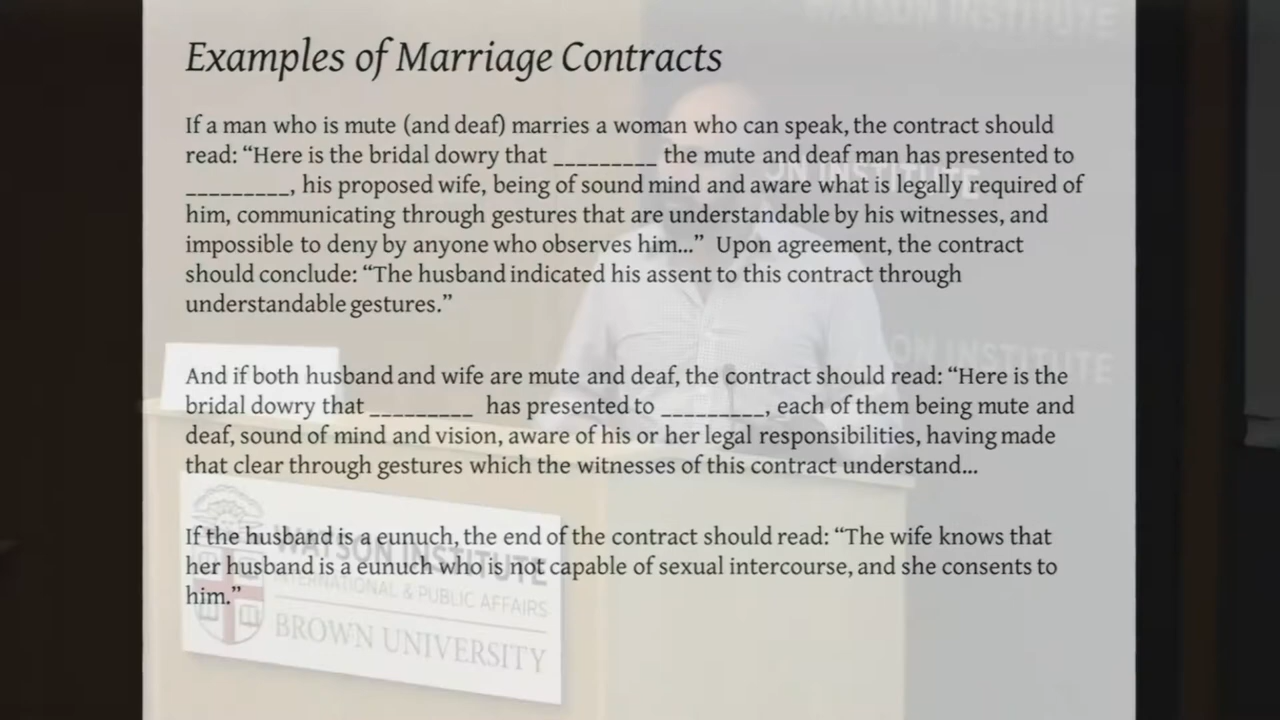 WATSON INSTITUTE
Examples of Marriage Contracts
If a man who is mute (and deaf) marries a woman who can speak, the contract should
read: “Here is the bridal dowry that _________ the mute and deaf man has presented to
_________, his proposed wife, being of sound mind and aware what is legally required of
him, communicating through gestures that are understandable by his witnesses, and
impossible to deny by anyone who observes him...” Upon agreement, the contract
should conclude: “The husband indicated his assent to this contract through
understandable gestures.”
And if both husband and wife are mute and deaf, the contract should read: “Here is the
bridal dowry that _________ has presented to _________, each of them being mute and
deaf, sound of mind and vision, aware of his or her legal responsibilities, having made
that clear through gestures which the witnesses of this contract understand...
If the husband is a eunuch, the end of the contract should read: “The wife knows that
her husband is a eunuch who is not capable of sexual intercourse, and she consents to
him.”
ON INSTITUTE
ON INSTITUTE
WATSON INSTITUTE
INTERNATIONAL & PUBLIC AFFAIRS
BROWN UNIVERSITY